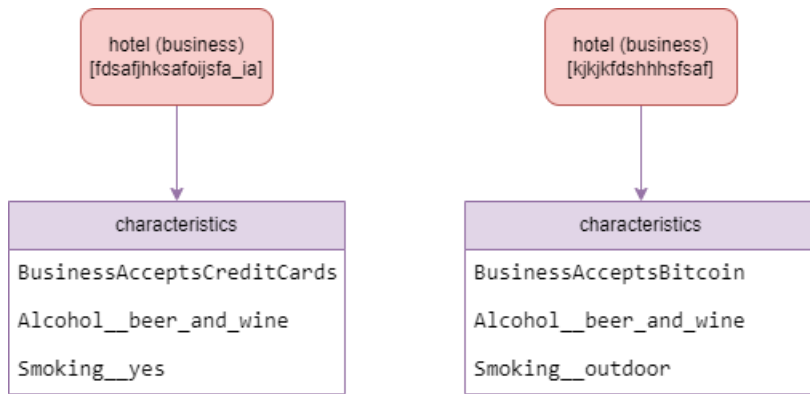 hotel (business)
[fdsafjhksafoijsfa_ia]
characteristics
BusinessAcceptsCreditCards
Alcohol__beer_and_wine
Smoking__yes
hotel (business)
[kjkjkfdshhhsfsaf]
characteristics
BusinessAcceptsBitcoin
Alcohol__beer_and_wine
Smoking__outdoor